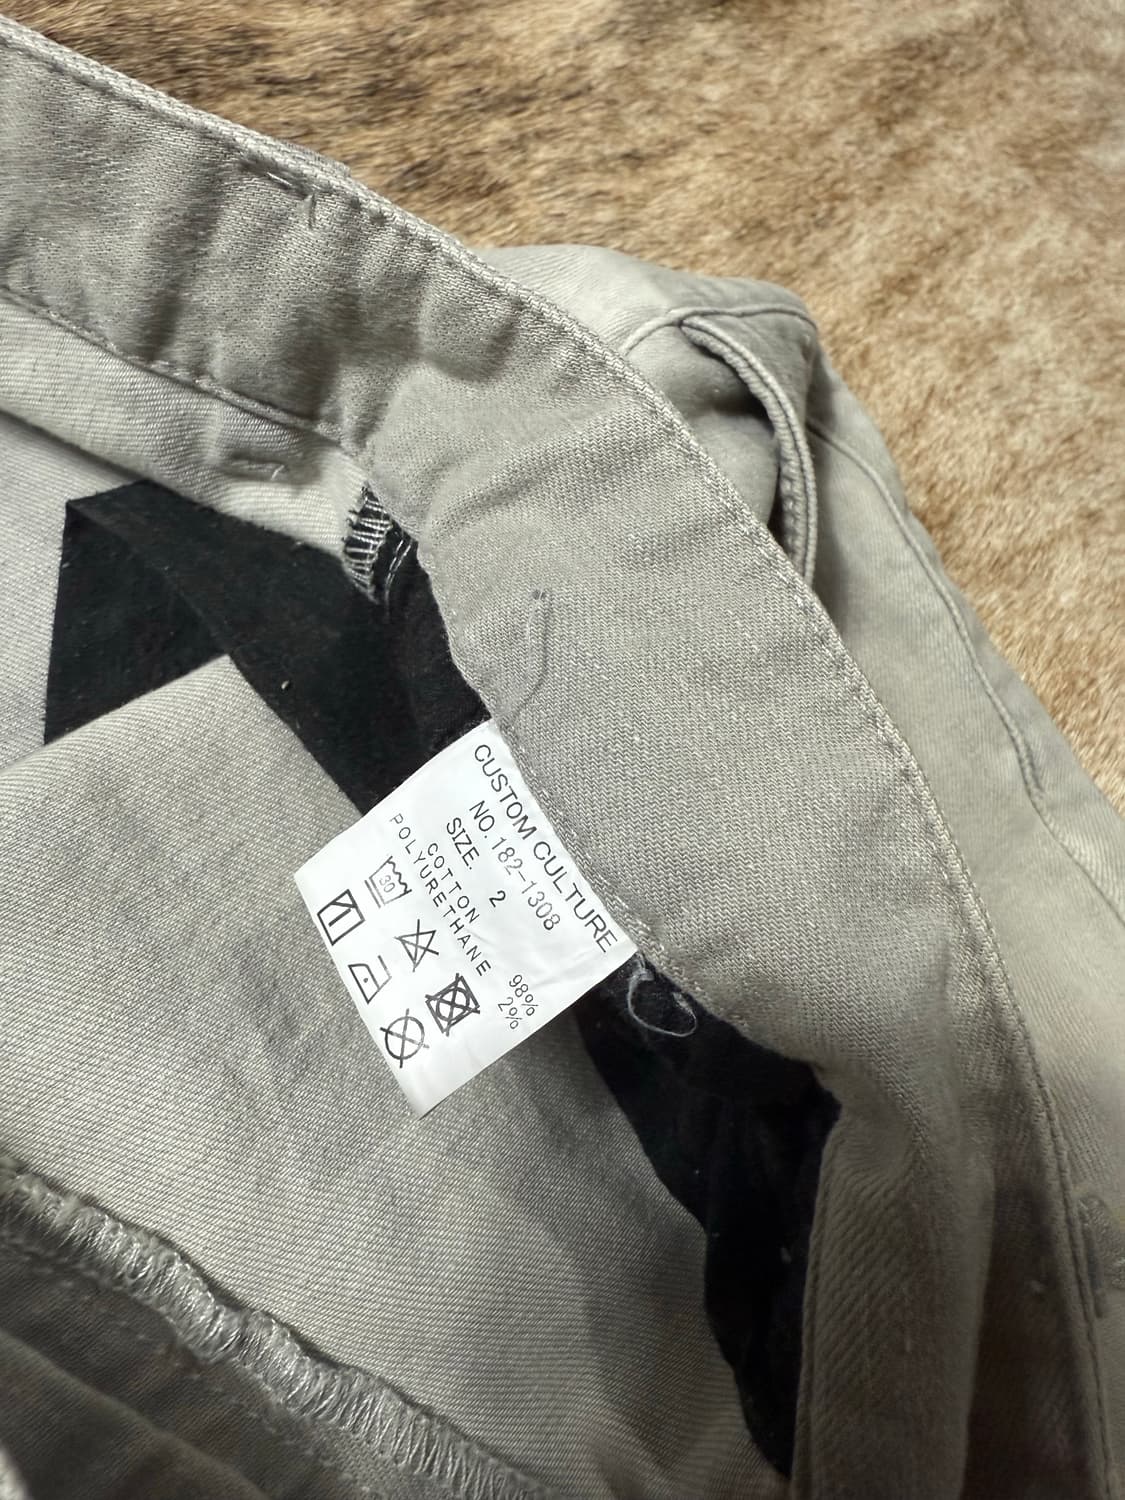 CUSTOM CULTURE
NO. 182-1308
SIZE. 2
COTTON 98%
POLYURETHANE 2%
30